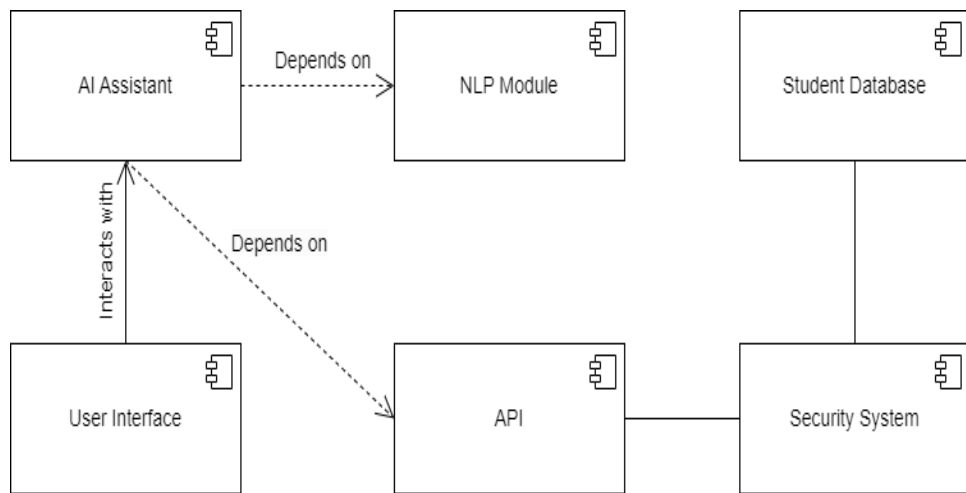 AI Assistant
Depends on
NLP Module
Student Database
Interacts with
Depends on
User Interface
API
Security System